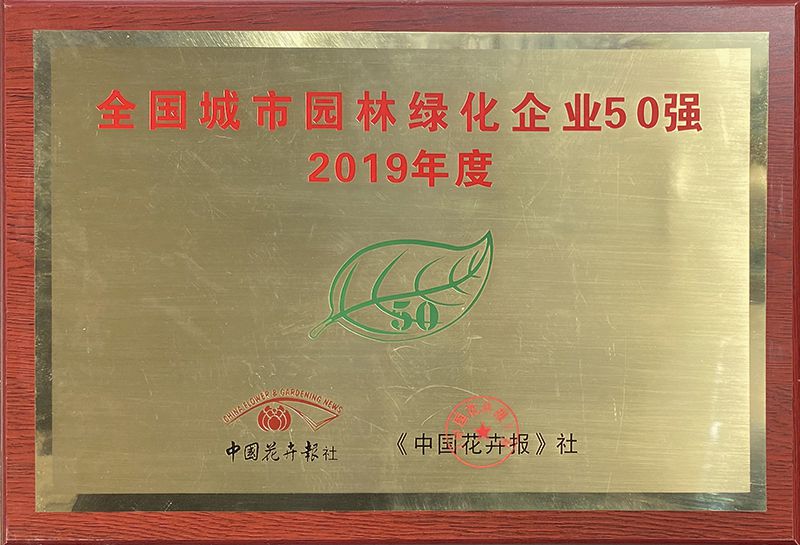 全国城市园林绿化企业50强
2019年度
50
CHINA FLOWER & GARDENING NEWS
中国花卉報社
《中国花卉报》社